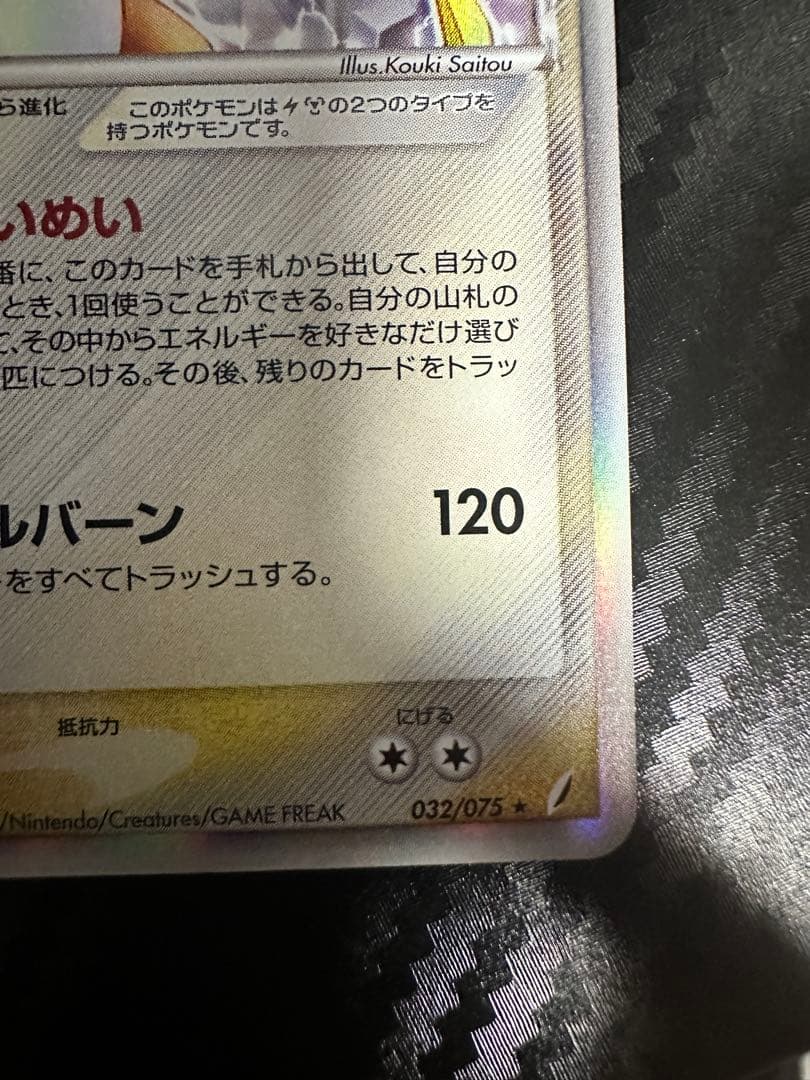 Illus.Kouki Saitou
ら進化
このポケモンはの2つのタイプを
持つポケモンです。
いめい
番に、このカードを手札から出して、自分の
とき、1回使うことができる。自分の山札の
、その中からエネルギーを好きなだけ選び
匹につける。その後、残りのカードをトラッ
ルバーン
120
をすべてトラッシュする。
抵抗力
にげる
/Nintendo/Creatures/GAME FREAK
032/075 ★